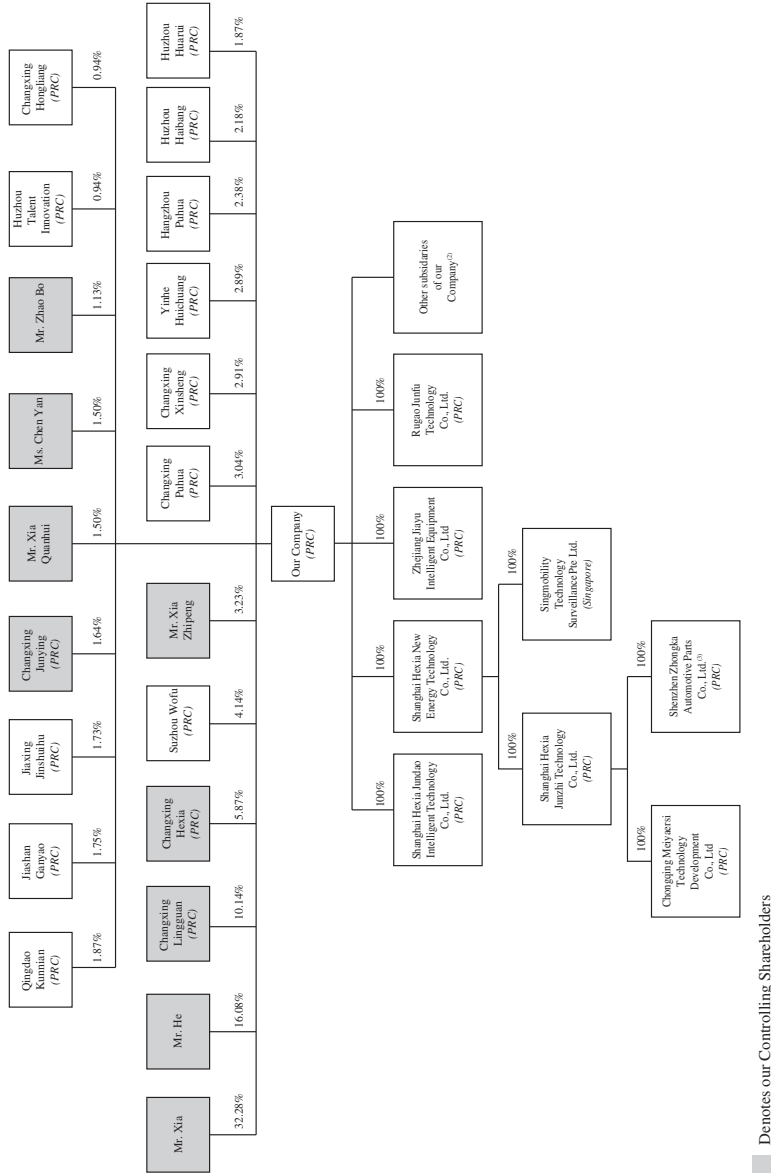 Qingdao
Kunnian
(PRC)
1.87%
Jiashan
Ganyao
(PRC)
1.75%
Jiaxing
Jinshuihu
(PRC)
1.73%
Changxing
Junying
(PRC)
1.64%
Mr. Xia
Quanhui
1.50%
Ms. Chen Yan
1.50%
Mr. Zhao Bo
1.13%
Huzhou
Talent
Innovation
(PRC)
0.94%
Changxing
Hongliang
(PRC)
0.94%
Mr. Xia
32.28%
Mr. He
16.08%
Changxing
Lingguan
(PRC)
10.14%
Changxing
Hexia
(PRC)
5.87%
Suzhou Wofu
(PRC)
4.14%
Mr. Xia
Zhipeng
3.23%
Changxing
Puhua
(PRC)
3.04%
Changxing
Xinsheng
(PRC)
2.91%
Yinhe
Huichuang
(PRC)
2.89%
Hangzhou
Puhua
(PRC)
2.38%
Huzhou
Haibang
(PRC)
2.18%
Huzhou
Huarui
(PRC)
1.87%
Our Company
(PRC)
100%
Shanghai Hexia Jundao
Intelligent Technology
Co., Ltd.
(PRC)
100%
Shanghai Hexia New
Energy Technology
Co., Ltd.
(PRC)
100%
Zhejiang Jiayu
Intelligent Equipment
Co., Ltd
(PRC)
100%
Rugao Junfu
Technology
Co., Ltd.
(PRC)
Other subsidiaries
of our
Company(2)
100%
Shanghai Hexia
Junzhi Technology
Co., Ltd.
(PRC)
100%
Singmobility
Technology
Surveillance Pte Ltd.
(Singapore)
100%
Chongqing Meiyaersi
Technology
Development
Co., Ltd
(PRC)
100%
Shenzhen Zhongka
Automotive Parts
Co., Ltd.(3)
(PRC)
Denotes our Controlling Shareholders